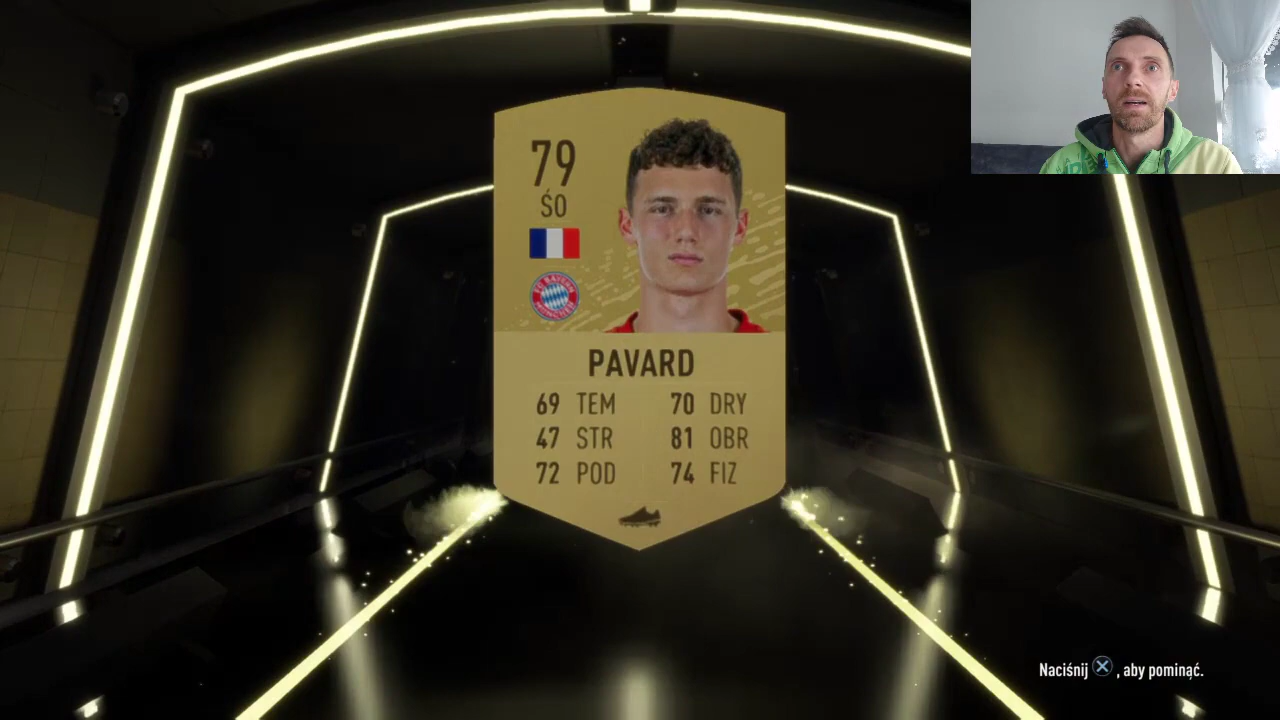 79
ŚO
PAVARD
69 TEM 70 DRY
47 STR 81 OBR
72 POD 74 FIZ
Naciśnij , aby pominąć.